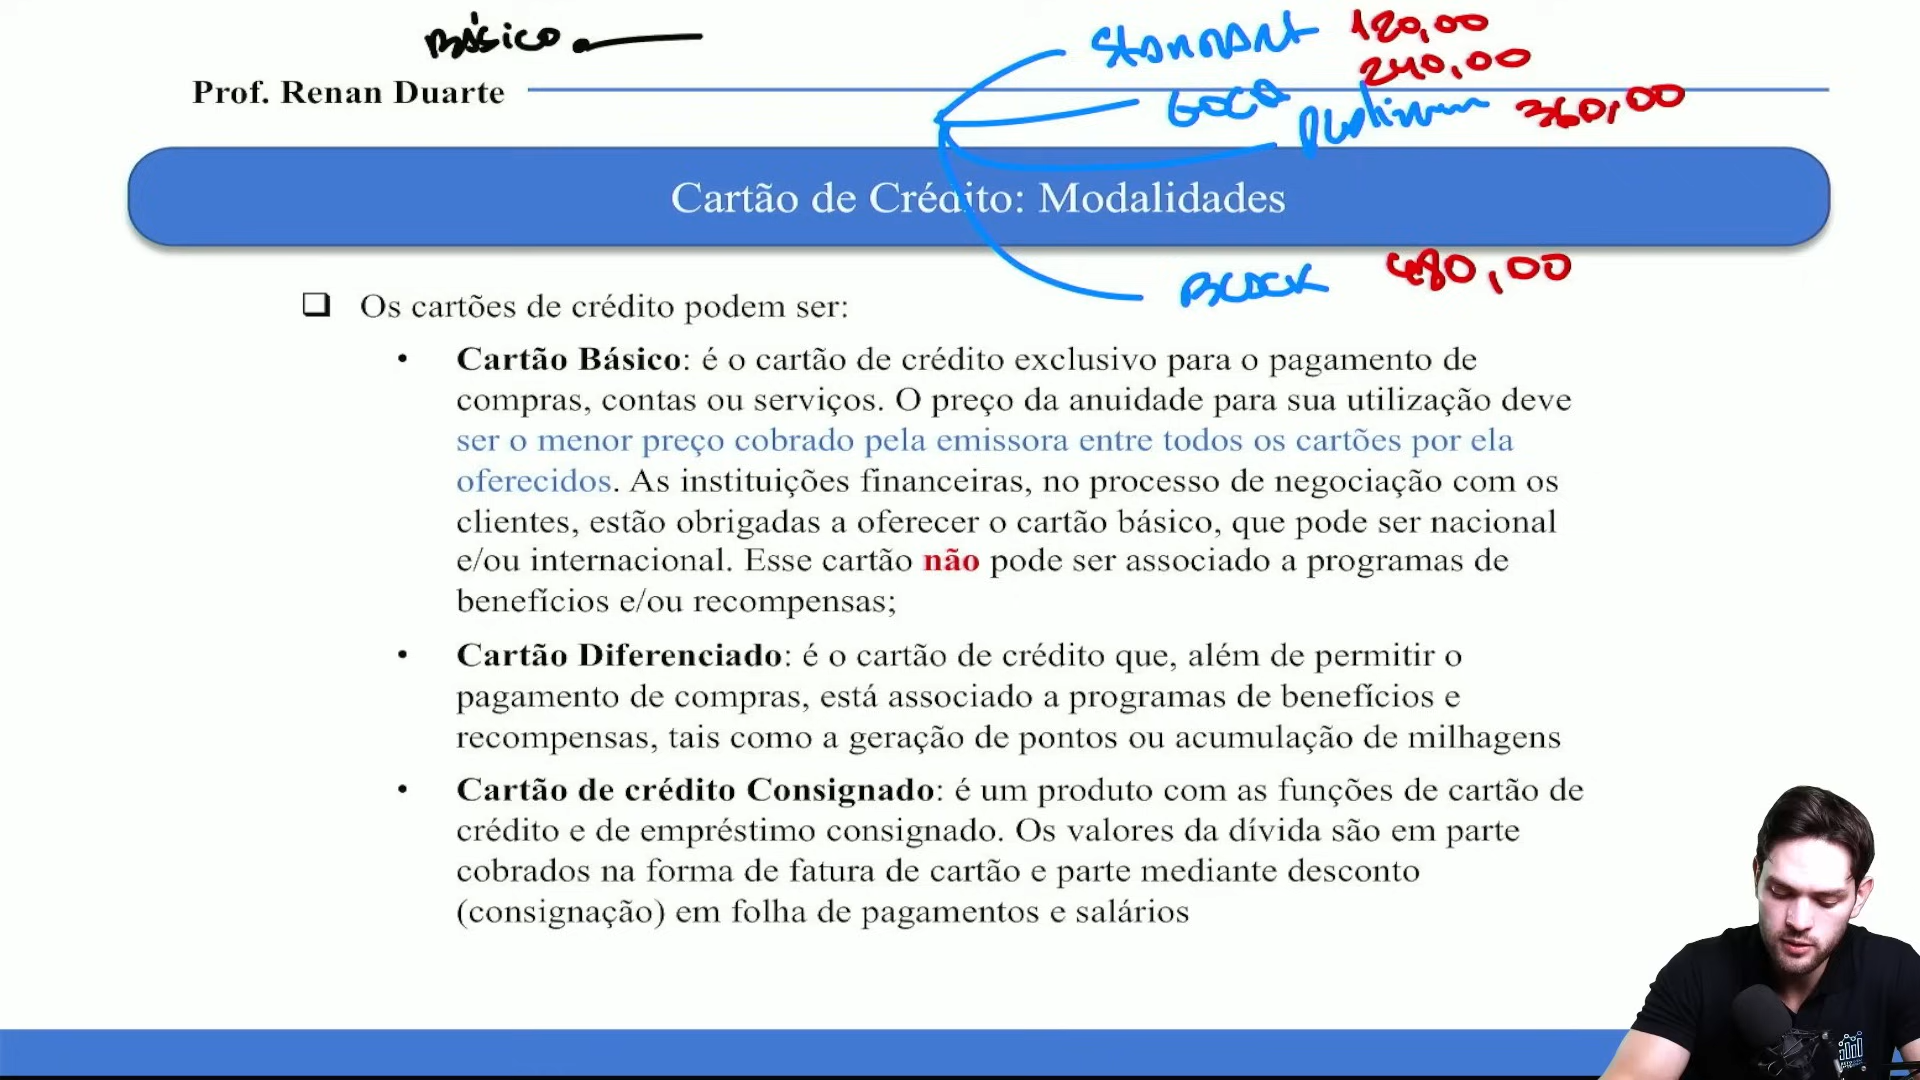 BÁSICO
STANDART 120,00
240,00
GOLD Platinum 360,00
Prof. Renan Duarte
Cartão de Crédito: Modalidades
BLACK 480,00
Os cartões de crédito podem ser:
Cartão Básico: é o cartão de crédito exclusivo para o pagamento de
compras, contas ou serviços. O preço da anuidade para sua utilização deve
ser o menor preço cobrado pela emissora entre todos os cartões por ela
oferecidos. As instituições financeiras, no processo de negociação com os
clientes, estão obrigadas a oferecer o cartão básico, que pode ser nacional
e/ou internacional. Esse cartão não pode ser associado a programas de
benefícios e/ou recompensas;
Cartão Diferenciado: é o cartão de crédito que, além de permitir o
pagamento de compras, está associado a programas de benefícios e
recompensas, tais como a geração de pontos ou acumulação de milhagens
Cartão de crédito Consignado: é um produto com as funções de cartão de
crédito e de empréstimo consignado. Os valores da dívida são em parte
cobrados na forma de fatura de cartão e parte mediante desconto
(consignação) em folha de pagamentos e salários